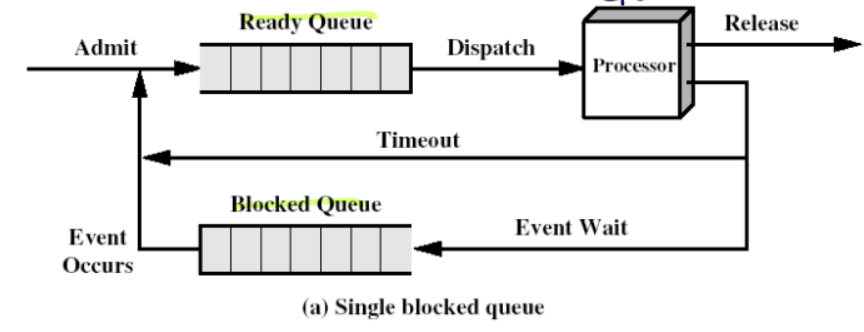 Ready Queue
Admit
Dispatch
Processor
Release
Timeout
Blocked Queue
Event Wait
Event
Occurs
(a) Single blocked queue